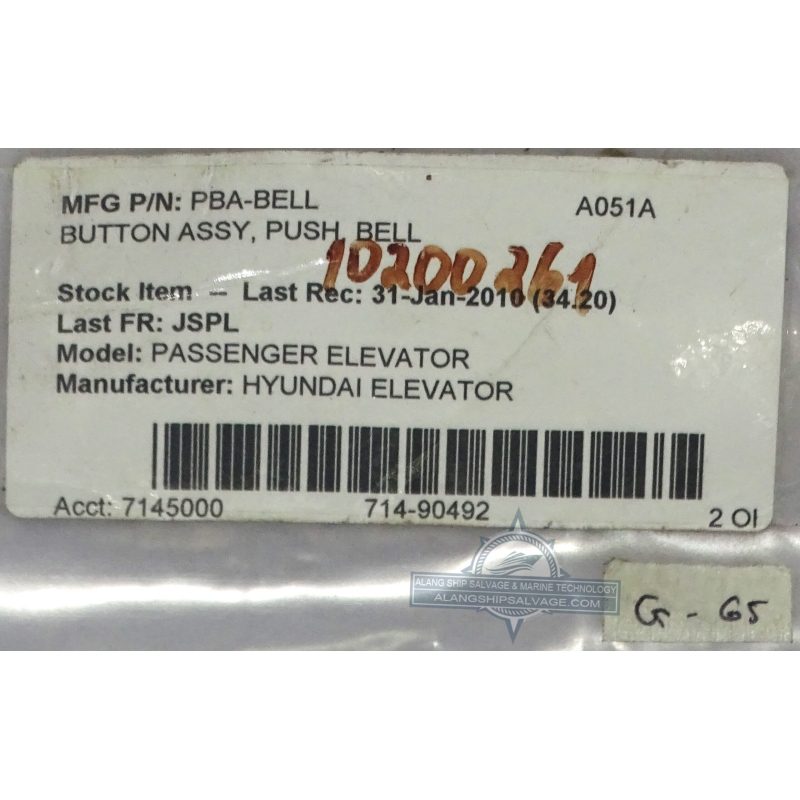 MFG P/N: PBA-BELL A051A
BUTTON ASSY, PUSH, BELL
10200261
Stock Item -- Last Rec: 31-Jan-2010 (34.20)
Last FR: JSPL
Model: PASSENGER ELEVATOR
Manufacturer: HYUNDAI ELEVATOR
Acct: 7145000 714-90492 2 OI
ALANG SHIP SALVAGE & MARINE TECHNOLOGY
ALANGSHIPSALVAGE.COM
G - 65